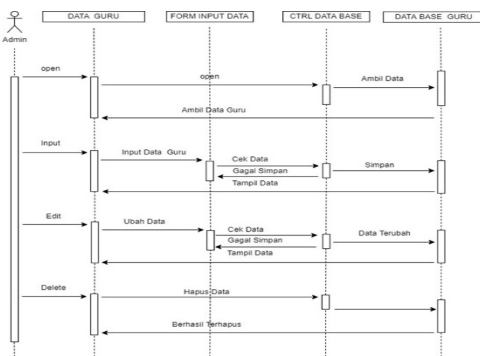 DATA GURU
FORM INPUT DATA
CTRL DATA BASE
DATA BASE GURU
Admin
open
open
Ambil Data
Ambil Data Guru
Input
Input Data Guru
Cek Data
Simpan
Gagal Simpan
Tampil Data
Edit
Ubah Data
Cek Data
Data Terubah
Gagal Simpan
Tampil Data
Delete
Hapus Data
Berhasil Terhapus